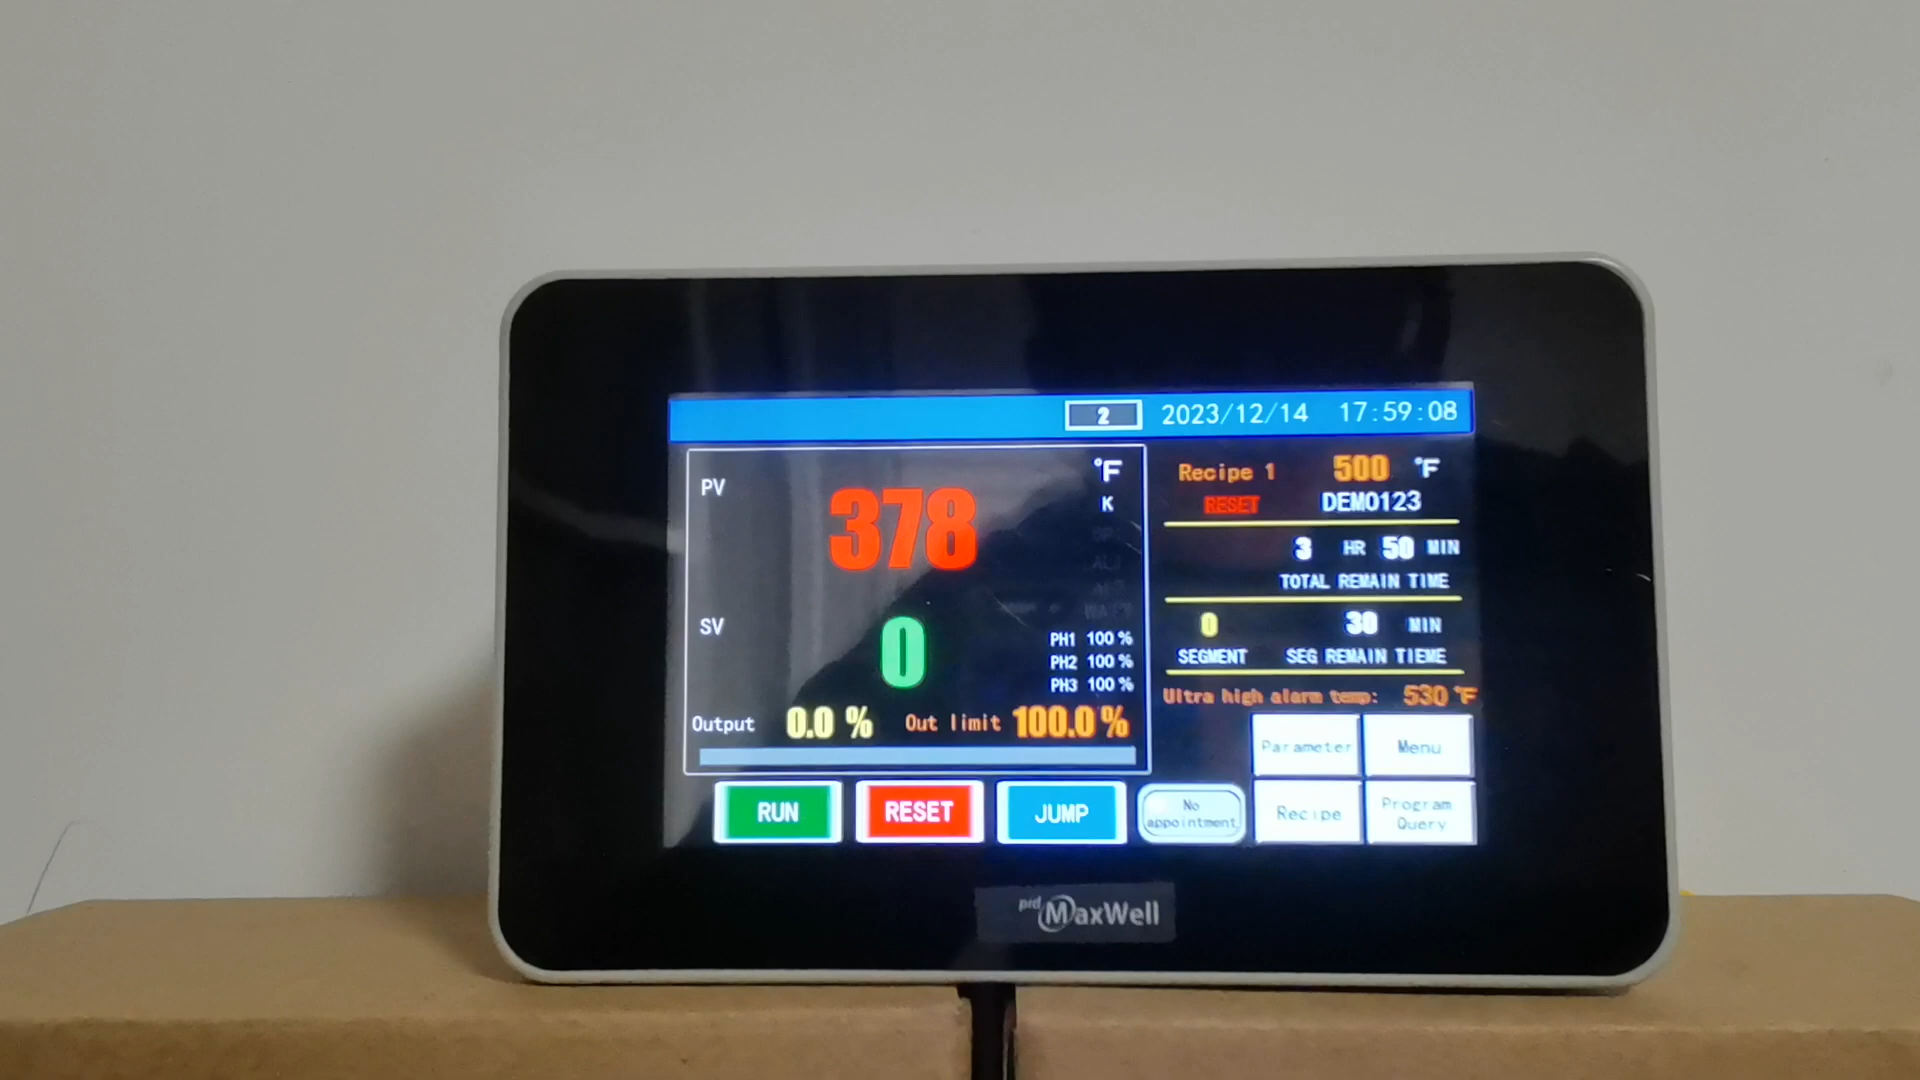 2 2023/12/14 17:59:08
PV
378
°F
K
SV
0
PH1 100 %
PH2 100 %
PH3 100 %
Output 0.0 % Out limit 100.0 %
Recipe 1 500 °F
RESET DEMO123
3 HR 50 MIN
TOTAL REMAIN TIME
0 30 MIN
SEGMENT SEG REMAIN TIEME
Ultra high alarm temp: 530 °F
Parameter Menu
RUN RESET JUMP
No appointment
Recipe
Program Query
prd MaxWell